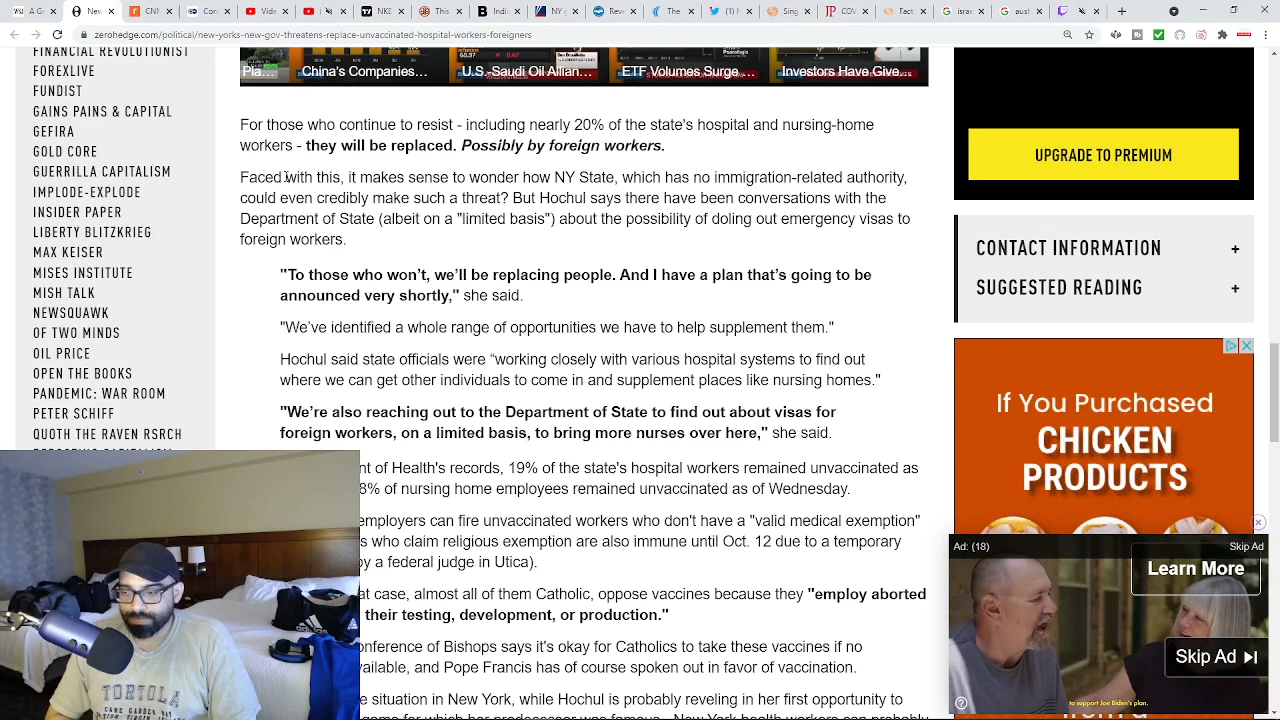 zerohedge.com/political/new-yorks-new-gov-threatens-replace-unvaccinated-hospital-workers-foreigners
FINANCIAL REVOLUTIONIST
FOREXLIVE
FUNDIST
GAINS PAINS & CAPITAL
GEFIRA
GOLD CORE
GUERRILLA CAPITALISM
IMPLODE-EXPLODE
INSIDER PAPER
LIBERTY BLITZKRIEG
MAX KEISER
MISES INSTITUTE
MISH TALK
NEWSQUAWK
OF TWO MINDS
OIL PRICE
OPEN THE BOOKS
PANDEMIC: WAR ROOM
PETER SCHIFF
QUOTH THE RAVEN RSRCH
Pla...
China's Companies...
U.S.-Saudi Oil Allian...
ETF Volumes Surge...
Investors Have Give...
For those who continue to resist - including nearly 20% of the state's hospital and nursing-home
workers - they will be replaced. Possibly by foreign workers.
Faced with this, it makes sense to wonder how NY State, which has no immigration-related authority,
could even credibly make such a threat? But Hochul says there have been conversations with the
Department of State (albeit on a "limited basis") about the possibility of doling out emergency visas to
foreign workers.
"To those who won't, we'll be replacing people. And I have a plan that's going to be
announced very shortly," she said.
"We've identified a whole range of opportunities we have to help supplement them."
Hochul said state officials were “working closely with various hospital systems to find out
where we can get other individuals to come in and supplement places like nursing homes."
"We're also reaching out to the Department of State to find out about visas for
foreign workers, on a limited basis, to bring more nurses over here," she said.
nt of Health's records, 19% of the state's hospital workers remained unvaccinated as
8% of nursing home employees remained unvaccinated as of Wednesday.
employers can fire unvaccinated workers who don't have a "valid medical exemption"
s who claim religious exemption are also immune until Oct. 12 due to a temporary
y a federal judge in Utica).
at case, almost all of them Catholic, oppose vaccines because they "employ aborted
their testing, development, or production."
onference of Bishops says it's okay for Catholics to take these vaccines if no
ailable, and Pope Francis has of course spoken out in favor of vaccination.
e situation in New York, while Hochul is probably reveling in her first opportunity to
UPGRADE TO PREMIUM
CONTACT INFORMATION +
SUGGESTED READING +
If You Purchased
CHICKEN
PRODUCTS
Ad: (18)
Skip Ad
Learn More
Skip Ad
to support Joe Biden's plan.
TORTOLA